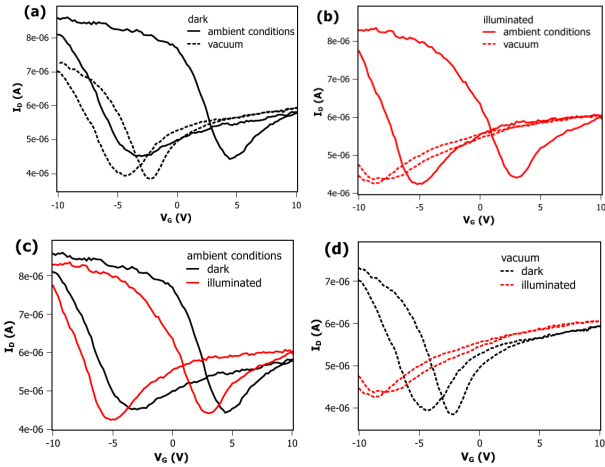 (a)
dark
ambient conditions
vacuum
I_D (A)
8e-06
7e-06
6e-06
5e-06
4e-06
-10 -5 0 5 10
V_G (V)
(b)
illuminated
ambient conditions
vacuum
I_D (A)
8e-06
7e-06
6e-06
5e-06
4e-06
-10 -5 0 5 10
V_G (V)
(c)
ambient conditions
dark
illuminated
I_D (A)
8e-06
7e-06
6e-06
5e-06
4e-06
-10 -5 0 5 10
V_G (V)
(d)
vacuum
dark
illuminated
I_D (A)
7e-06
6e-06
5e-06
4e-06
-10 -5 0 5 10
V_G (V)